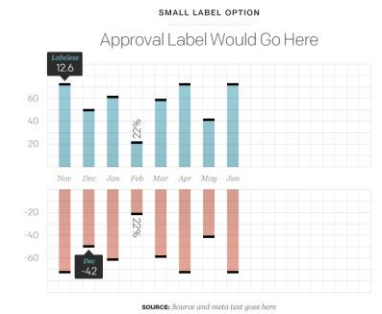 SMALL LABEL OPTION
Approval Label Would Go Here
Labelese
12.6
60
40
20
22%
Nov Dec Jan Feb Mar Apr May Jun
-20
-40
-60
22%
Dec
-42
SOURCE: Source and meta text goes here